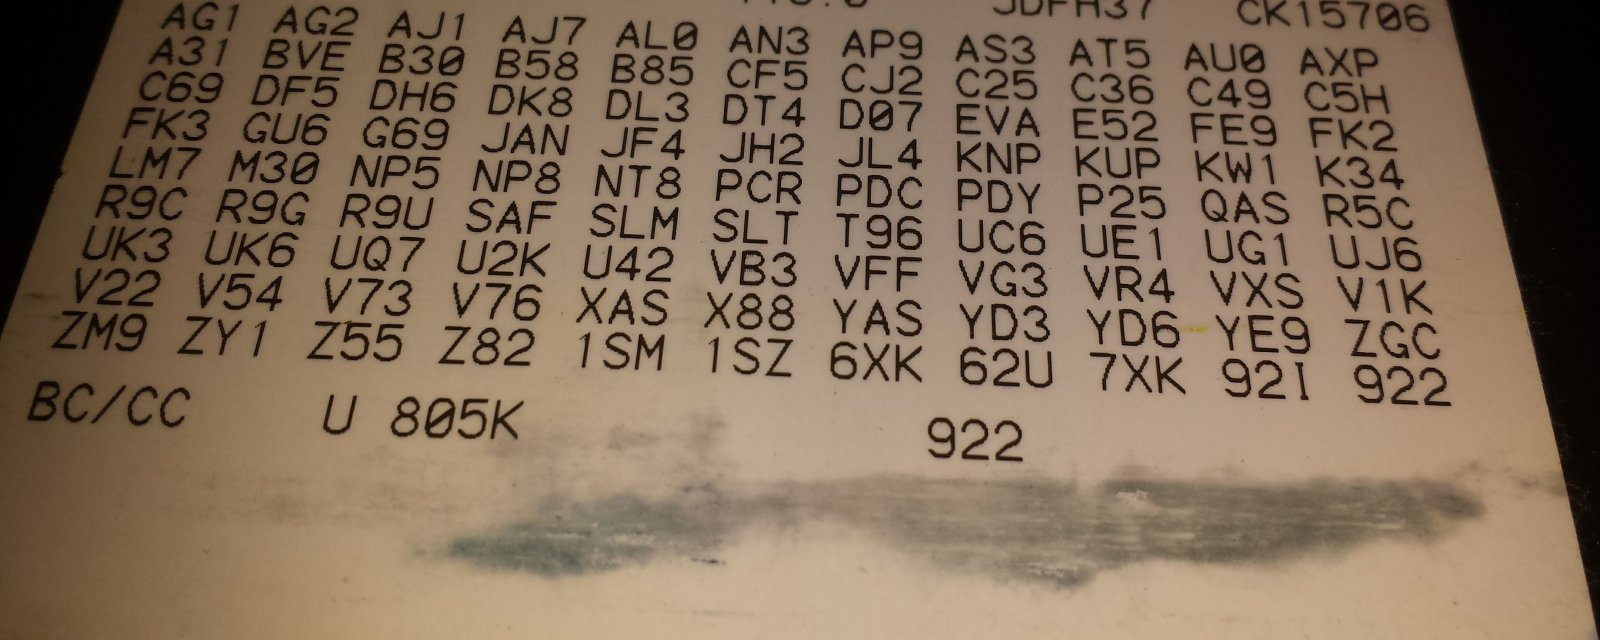 JDFH37 CK15706
AG1 AG2 AJ1 AJ7 AL0 AN3 AP9 AS3 AT5 AU0 AXP
A31 BVE B30 B58 B85 CF5 CJ2 C25 C36 C49 C5H
C69 DF5 DH6 DK8 DL3 DT4 D07 EVA E52 FE9 FK2
FK3 GU6 G69 JAN JF4 JH2 JL4 KNP KUP KW1 K34
LM7 M30 NP5 NP8 NT8 PCR PDC PDY P25 QAS R5C
R9C R9G R9U SAF SLM SLT T96 UC6 UE1 UG1 UJ6
UK3 UK6 UQ7 U2K U42 VB3 VFF VG3 VR4 VXS V1K
V22 V54 V73 V76 XAS X88 YAS YD3 YD6 YE9 ZGC
ZM9 ZY1 Z55 Z82 1SM 1SZ 6XK 62U 7XK 92I 922
BC/CC U 805K 922